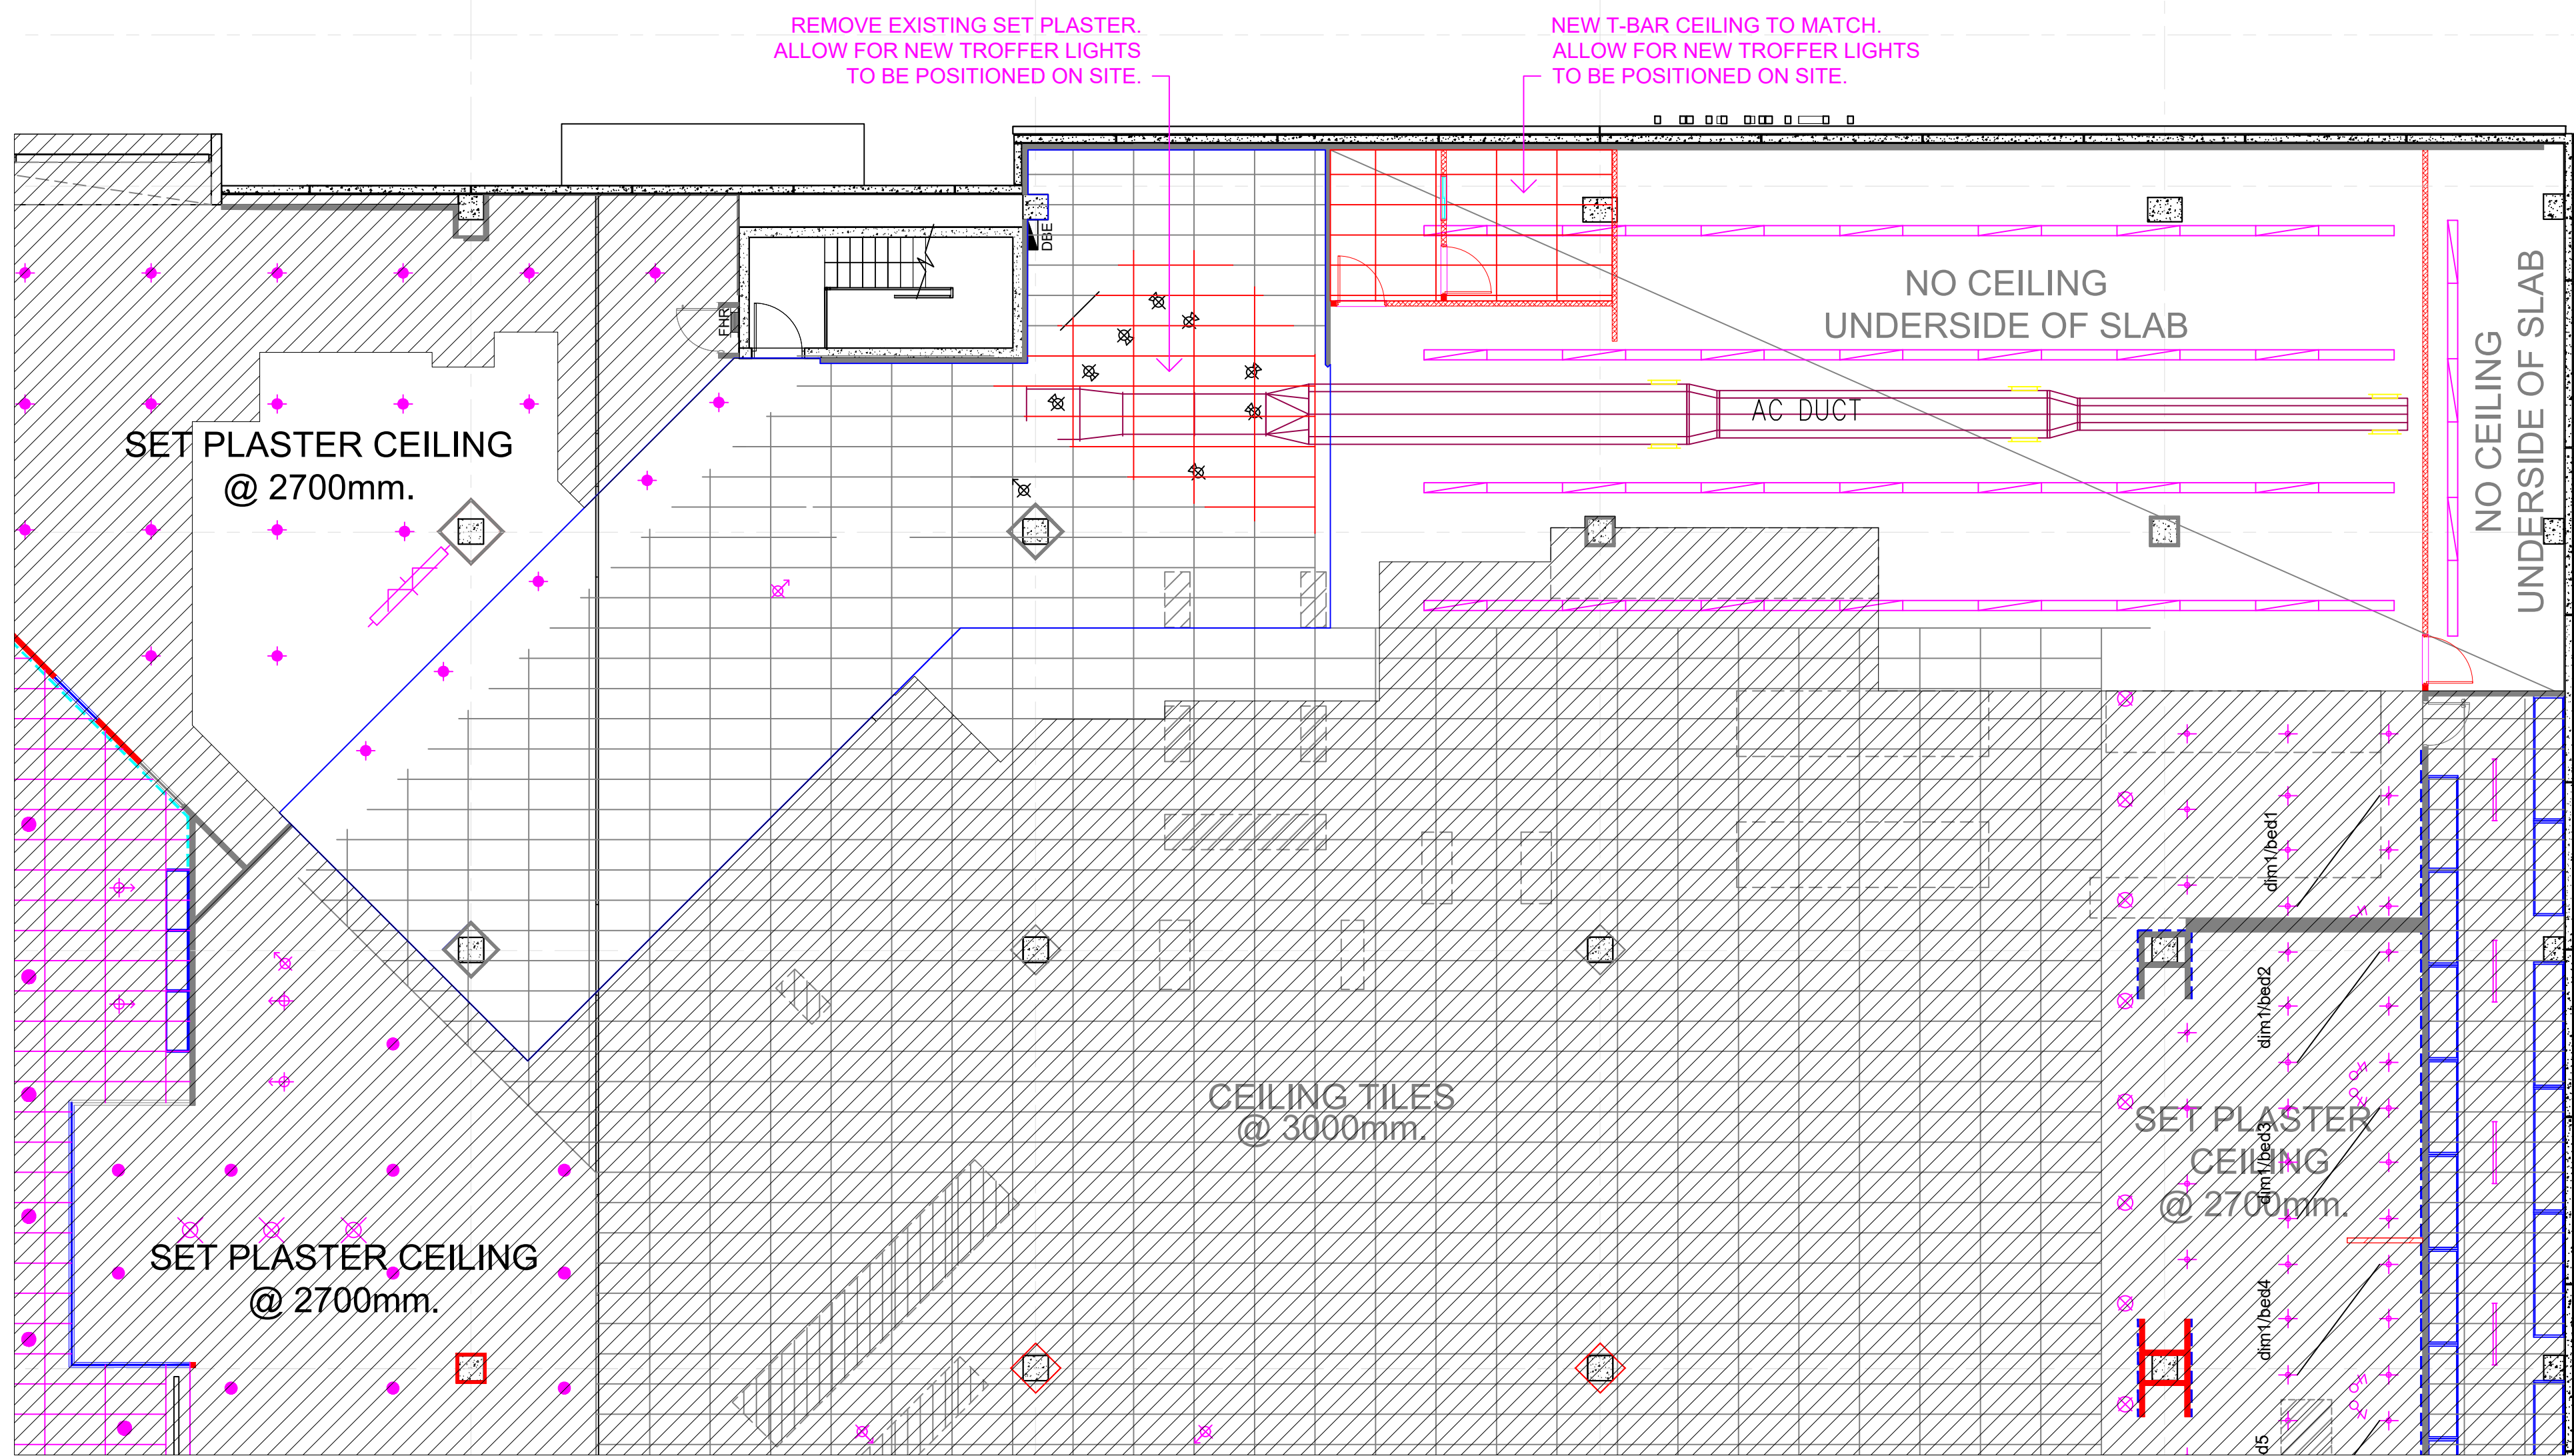 REMOVE EXISTING SET PLASTER.
ALLOW FOR NEW TROFFER LIGHTS
TO BE POSITIONED ON SITE.
NEW T-BAR CEILING TO MATCH.
ALLOW FOR NEW TROFFER LIGHTS
TO BE POSITIONED ON SITE.
DBE
FHR
NO CEILING
UNDERSIDE OF SLAB
NO CEILING
UNDERSIDE OF SLAB
AC DUCT
SET PLASTER CEILING
@ 2700mm.
dim1/bed1
dim1/bed2
CEILING TILES
@ 3000mm.
SET PLASTER
CEILING
@ 2700mm.
dim1/bed3
SET PLASTER CEILING
@ 2700mm.
dim1/bed4
d5